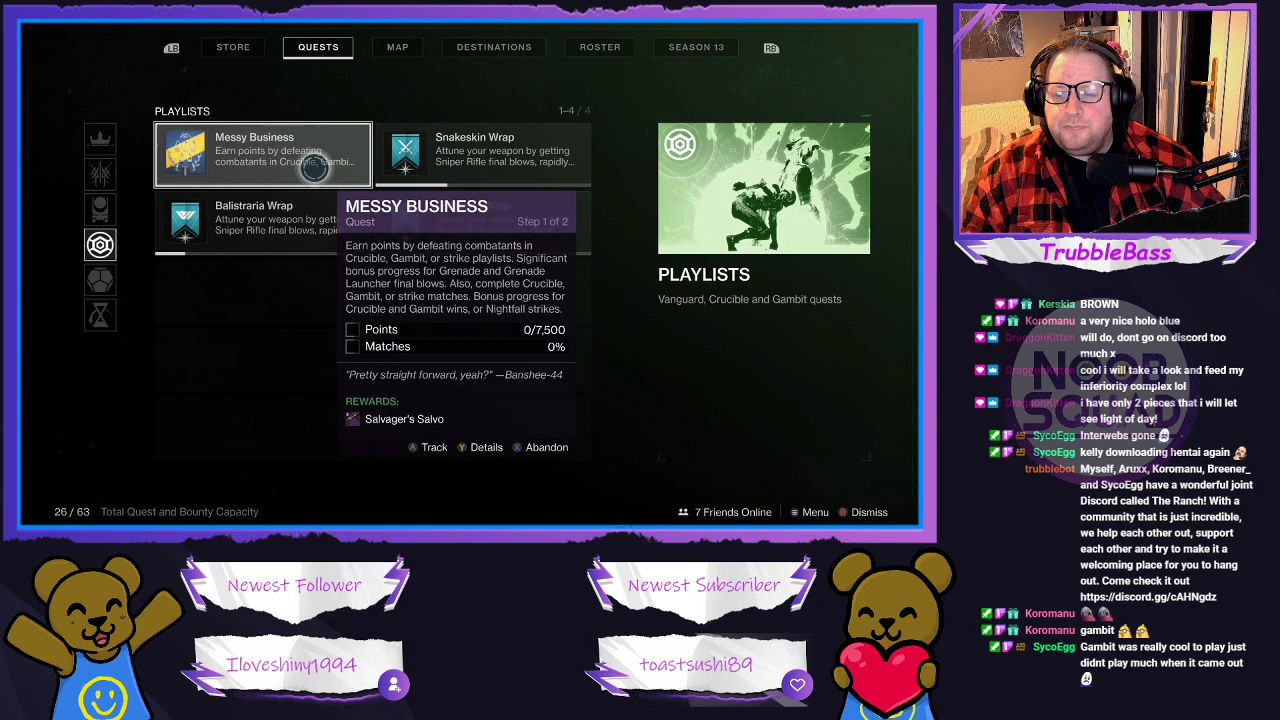 LB
STORE
QUESTS
MAP
DESTINATIONS
ROSTER
SEASON 13
RB
PLAYLISTS
1–4 / 4
Messy Business
Earn points by defeating
combatants in Crucible, Gambi...
Snakeskin Wrap
Attune your weapon by getting
Sniper Rifle final blows, rapidly...
Balistraria Wrap
Attune your weapon by gett
Sniper Rifle final blows, rapi
MESSY BUSINESS
Quest
Step 1 of 2
Earn points by defeating combatants in
Crucible, Gambit, or strike playlists. Significant
bonus progress for Grenade and Grenade
Launcher final blows. Also, complete Crucible,
Gambit, or strike matches. Bonus progress for
Crucible and Gambit wins, or Nightfall strikes.
Points 0/7,500
Matches 0%
"Pretty straight forward, yeah?" —Banshee-44
REWARDS:
Salvager's Salvo
A Track Y Details X Abandon
PLAYLISTS
Vanguard, Crucible and Gambit quests
26 / 63 Total Quest and Bounty Capacity
7 Friends Online
Menu
B Dismiss
TrubbleBass
Kerskia BROWN
Koromanu a very nice holo blue
DraggonKitten will do, dont go on discord too
much x
DraggonKitten cool i will take a look and feed my
inferiority complex lol
DraggonKitten i have only 2 pieces that i will let
see light of day!
SycoEgg Interwebs gone
SycoEgg kelly downloading hentai again
trubblebot Myself, Aruxx, Koromanu, Breener_
and SycoEgg have a wonderful joint
Discord called The Ranch! With a
community that is just incredible,
we help each other out, support
each other and try to make it a
welcoming place for you to hang
out. Come check it out
https://discord.gg/cAHNgdz
Koromanu
Koromanu gambit
SycoEgg Gambit was really cool to play just
didnt play much when it came out
NOOB
SQUAD
Newest Follower
Iloveshiny1994
Newest Subscriber
toastsushi89